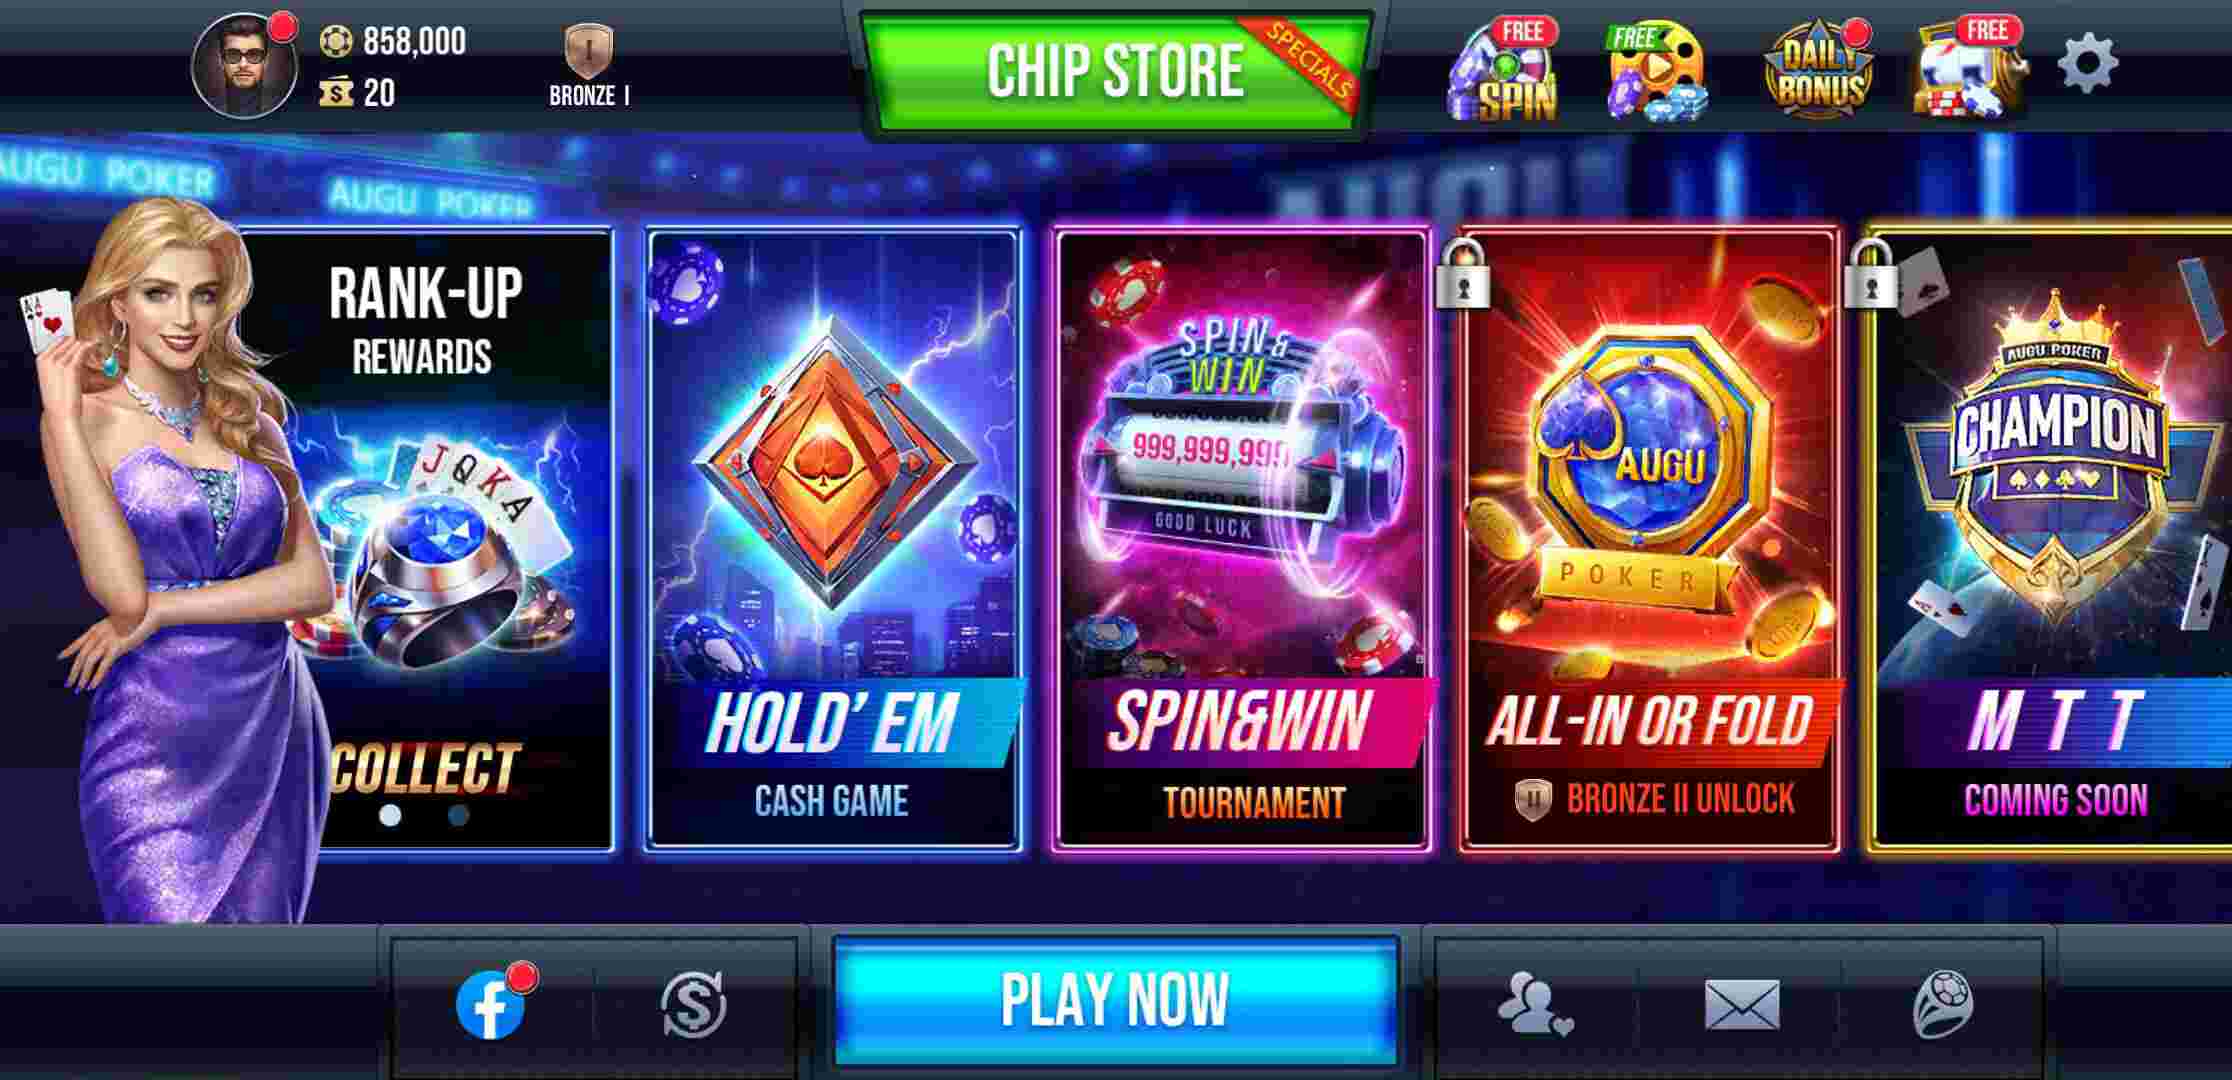 858,000
20
I
BRONZE I
CHIP STORE
SPECIALS
FREE
SPIN
FREE
DAILY
BONUS
FREE
AUGU POKER
AUGU POKER
AUGU
RANK-UP
REWARDS
J Q K A
COLLECT
HOLD' EM
CASH GAME
SPIN&
WIN
999,999,999
GOOD LUCK
SPIN&WIN
TOURNAMENT
AUGU
POKER
ALL-IN OR FOLD
II
BRONZE II UNLOCK
AUGU POKER
CHAMPION
M T T
COMING SOON
PLAY NOW